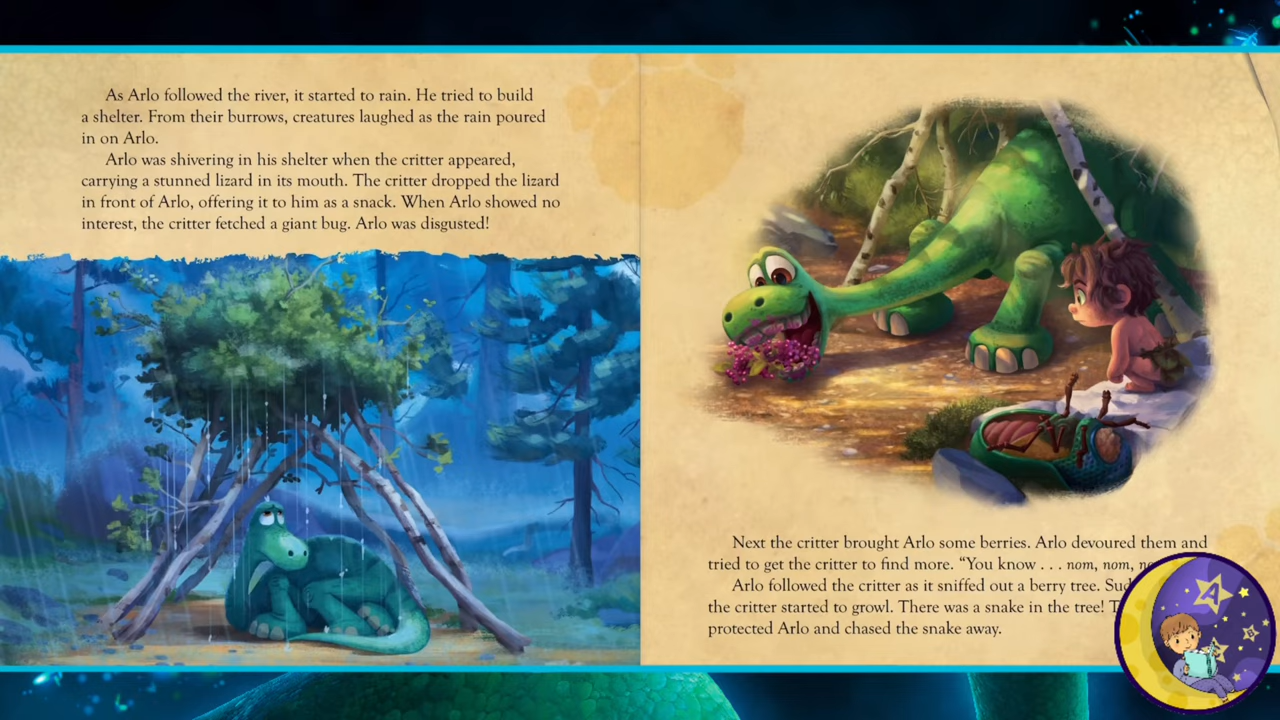 As Arlo followed the river, it started to rain. He tried to build
a shelter. From their burrows, creatures laughed as the rain poured
in on Arlo.
Arlo was shivering in his shelter when the critter appeared,
carrying a stunned lizard in its mouth. The critter dropped the lizard
in front of Arlo, offering it to him as a snack. When Arlo showed no
interest, the critter fetched a giant bug. Arlo was disgusted!
Next the critter brought Arlo some berries. Arlo devoured them and
tried to get the critter to find more. “You know . . . nom, nom,
Arlo followed the critter as it sniffed out a berry tree.
the critter started to growl. There was a snake in the tree!
protected Arlo and chased the snake away.
A